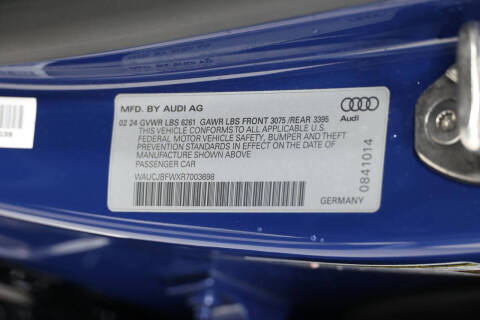 MFD. BY AUDI AG
02 24 GVWR LBS 6261 GAWR LBS FRONT 3075 /REAR 3395
THIS VEHICLE CONFORMS TO ALL APPLICABLE U.S.
FEDERAL MOTOR VEHICLE SAFETY, BUMPER AND THEFT
PREVENTION STANDARDS IN EFFECT ON THE DATE OF
MANUFACTURE SHOWN ABOVE.
PASSENGER CAR
WAUCJBFWXR7003698
Audi
0841014
GERMANY